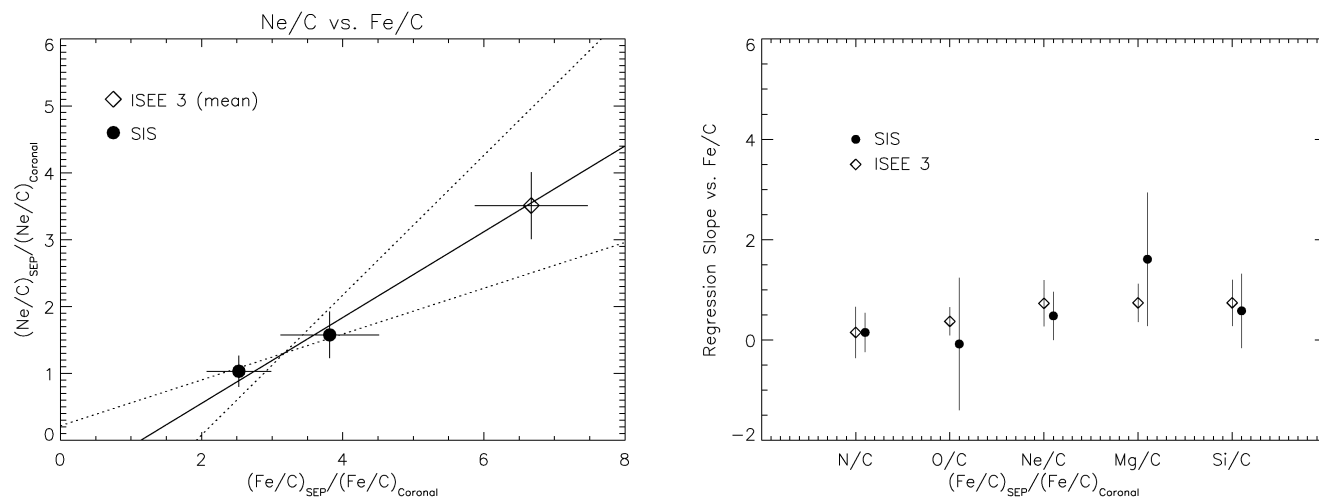 Ne/C vs. Fe/C
6
5
4
3
2
1
0
(Ne/C)SEP/(Ne/C)Coronal
ISEE 3 (mean)
SIS
0 2 4 6 8
(Fe/C)SEP/(Fe/C)Coronal
6
4
2
0
−2
Regression Slope vs. Fe/C
SIS
ISEE 3
N/C O/C Ne/C Mg/C Si/C
(Fe/C)SEP/(Fe/C)Coronal